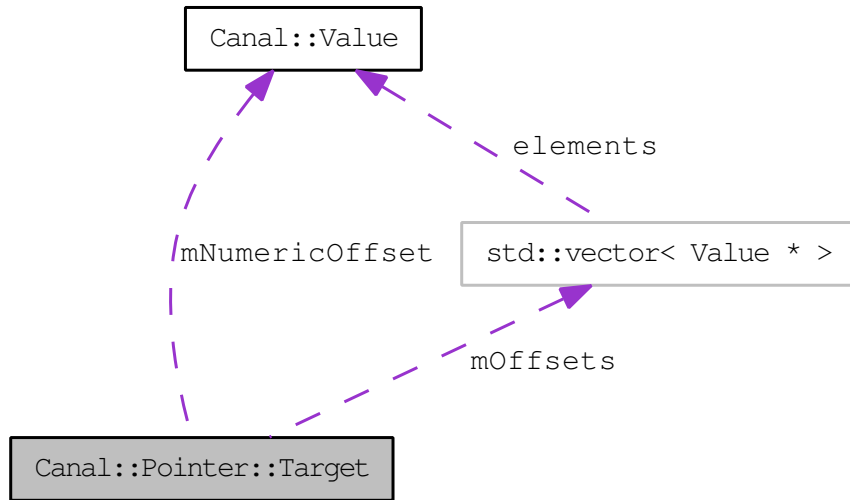 Canal::Value
elements
mNumericOffset
std::vector< Value * >
mOffsets
Canal::Pointer::Target